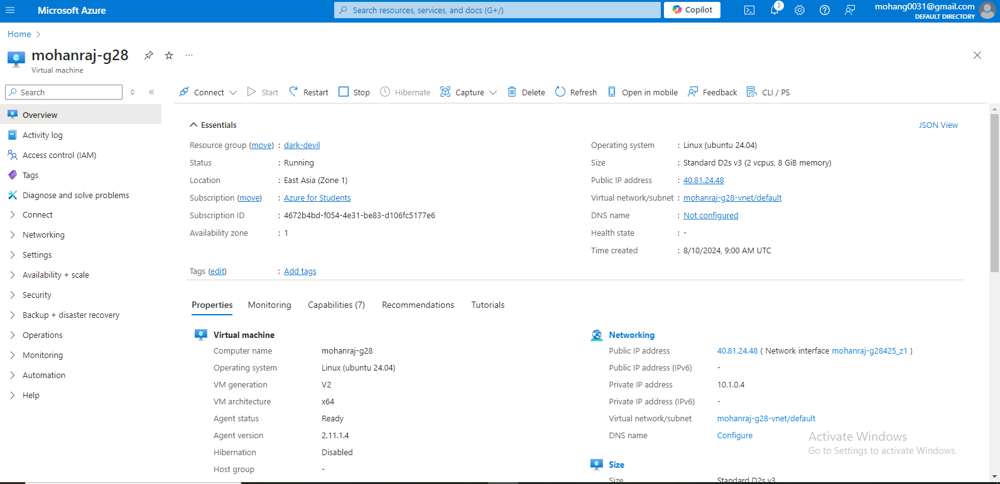 Microsoft Azure
Search resources, services, and docs (G+/)
Copilot
3
mohang0031@gmail.com
DEFAULT DIRECTORY
Home
mohanraj-g28
Virtual machine
Search
Connect Start Restart Stop Hibernate Capture Delete Refresh Open in mobile Feedback CLI / PS
Overview
Activity log
Access control (IAM)
Tags
Diagnose and solve problems
Connect
Networking
Settings
Availability + scale
Security
Backup + disaster recovery
Operations
Monitoring
Automation
Help
Essentials
JSON View
Resource group (move) : dark-devil
Status : Running
Location : East Asia (Zone 1)
Subscription (move) : Azure for Students
Subscription ID : 4672b4bd-f054-4e31-be83-d106fc5177e6
Availability zone : 1
Operating system : Linux (ubuntu 24.04)
Size : Standard D2s v3 (2 vcpus, 8 GiB memory)
Public IP address : 40.81.24.48
Virtual network/subnet : mohanraj-g28-vnet/default
DNS name : Not configured
Health state : -
Time created : 8/10/2024, 9:00 AM UTC
Tags (edit) : Add tags
Properties Monitoring Capabilities (7) Recommendations Tutorials
Virtual machine
Computer name mohanraj-g28
Operating system Linux (ubuntu 24.04)
VM generation V2
VM architecture x64
Agent status Ready
Agent version 2.11.1.4
Hibernation Disabled
Host group -
Networking
Public IP address 40.81.24.48 ( Network interface mohanraj-g28425_z1 )
Public IP address (IPv6) -
Private IP address 10.1.0.4
Private IP address (IPv6) -
Virtual network/subnet mohanraj-g28-vnet/default
DNS name Configure
Size
Size Standard D2s v3
Activate Windows
Go to Settings to activate Windows.